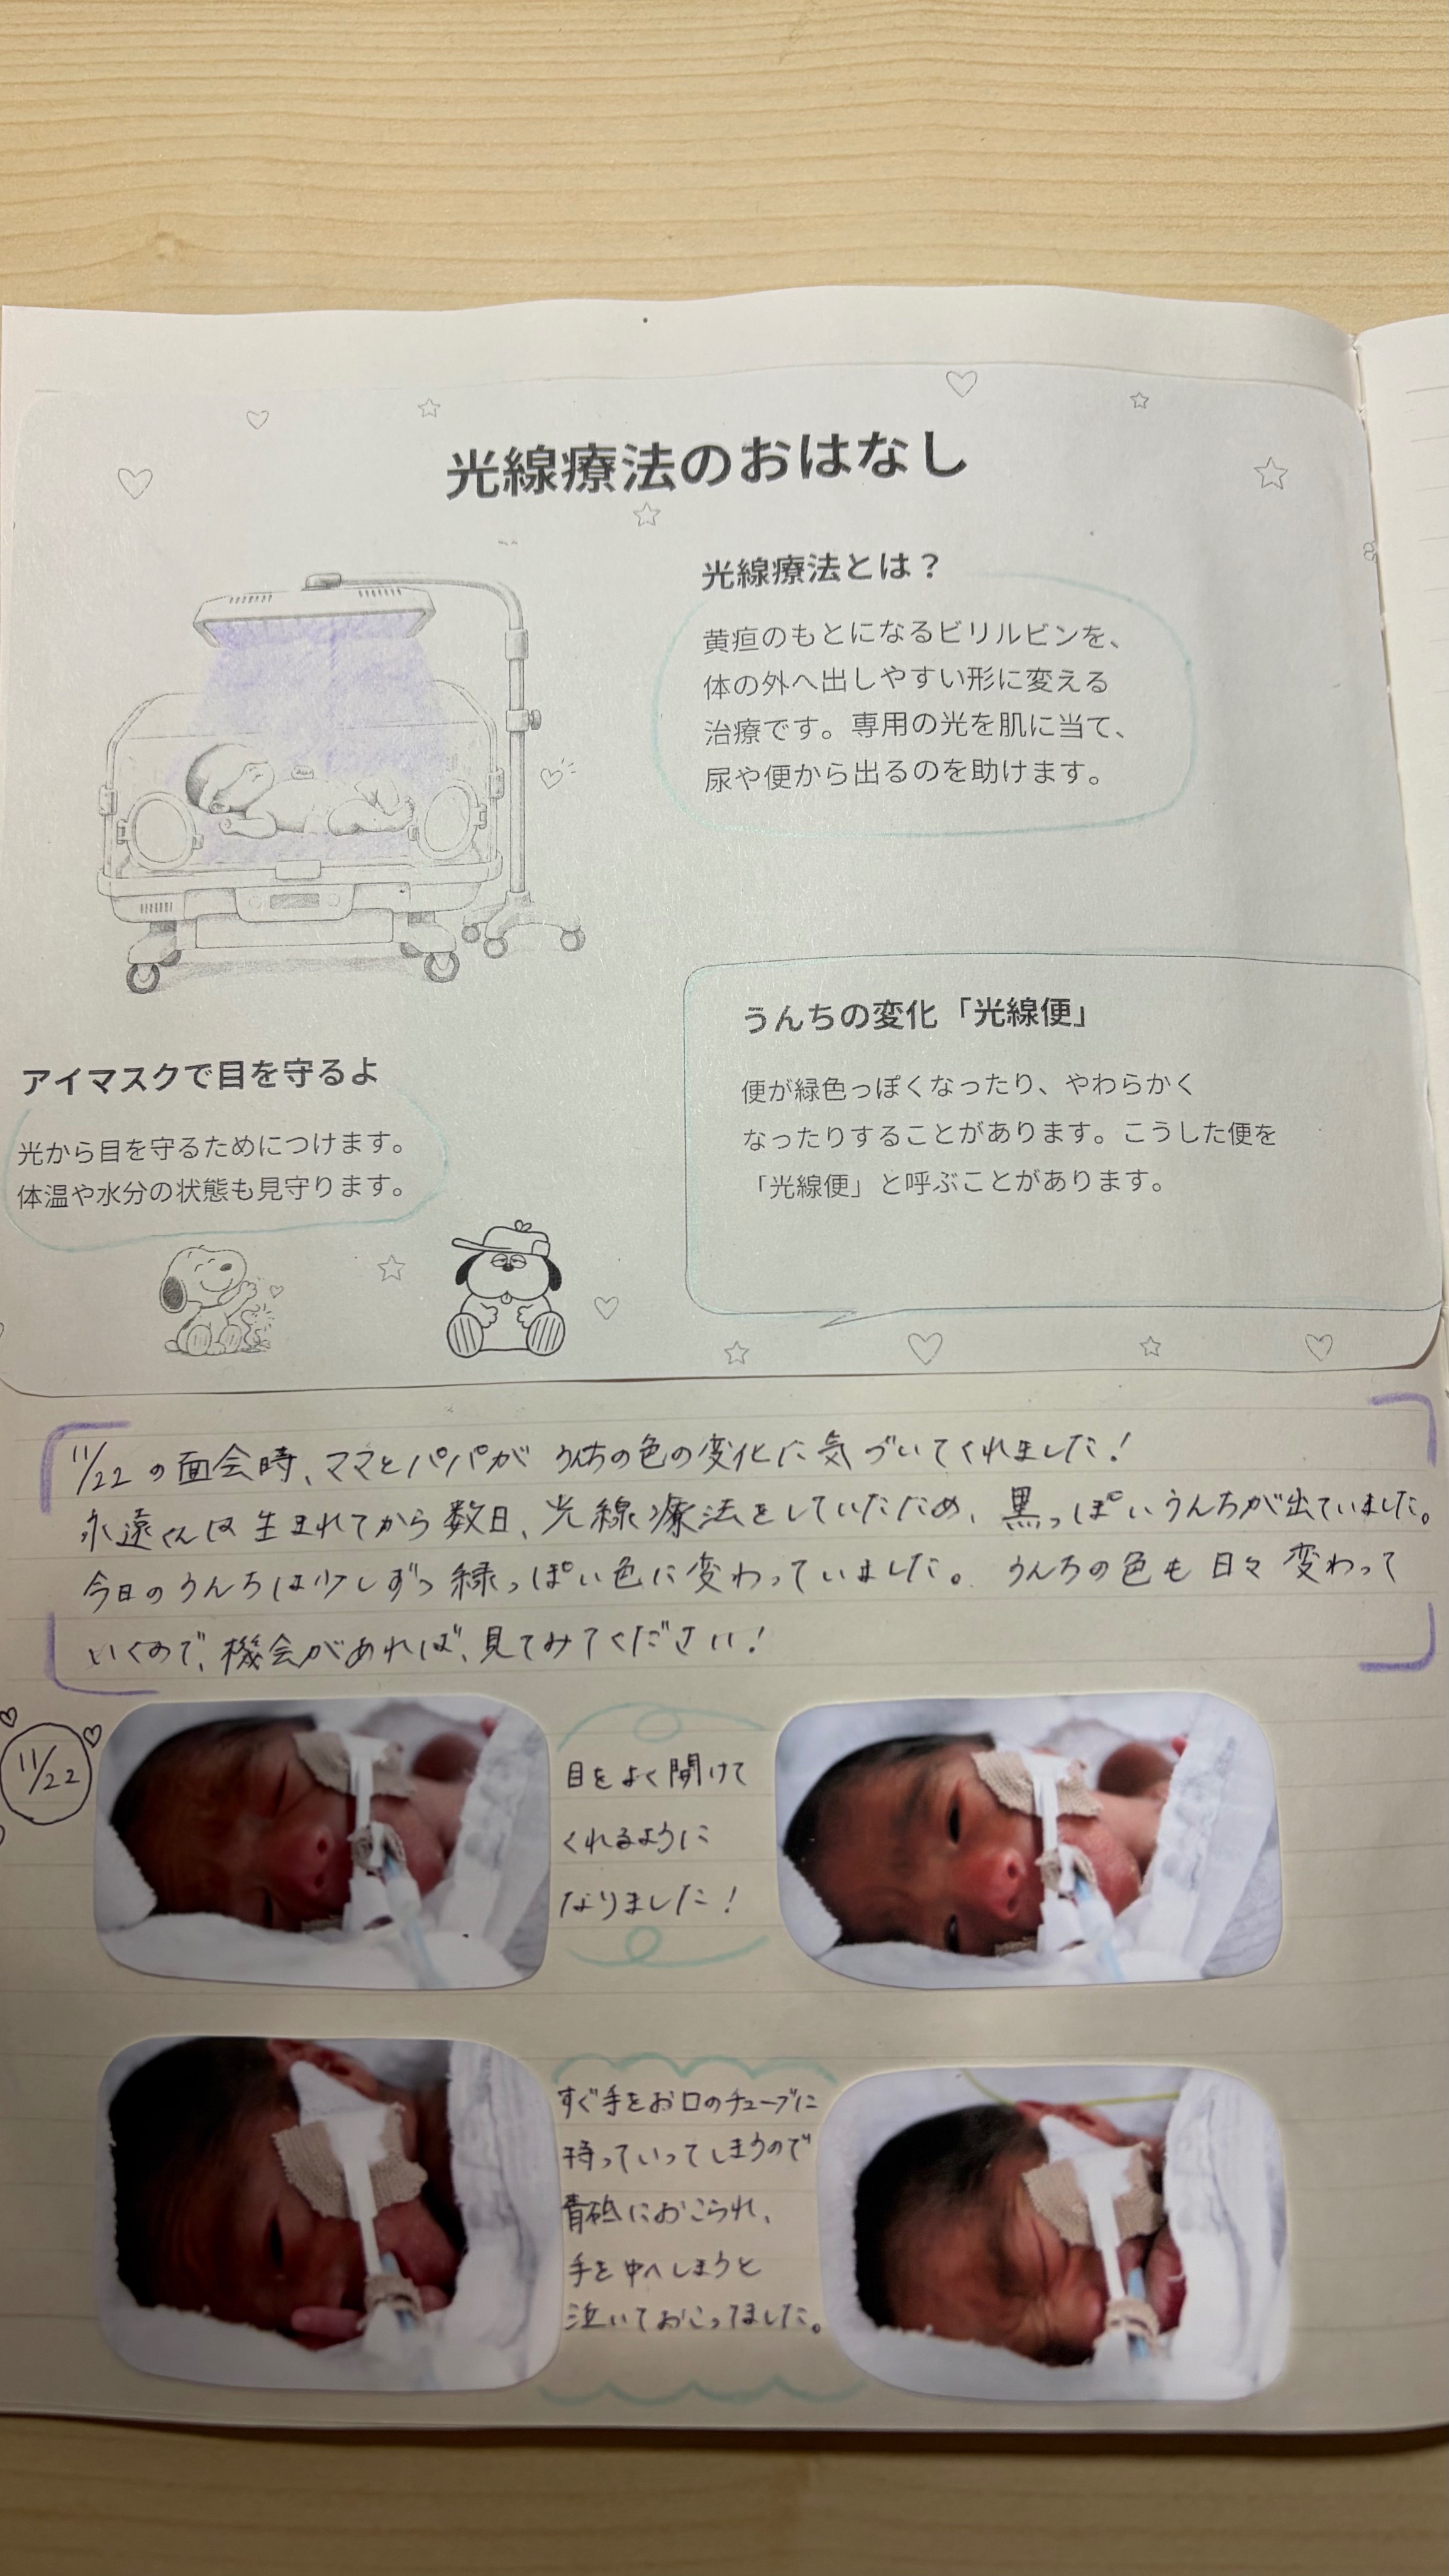 光線療法のおはなし
光線療法とは？
黄疸のもとになるビリルビンを、
体の外へ出しやすい形に変える
治療です。専用の光を肌に当て、
尿や便から出るのを助けます。
アイマスクで目を守るよ
光から目を守るためにつけます。
体温や水分の状態も見守ります。
うんちの変化「光線便」
便が緑色っぽくなったり、やわらかく
なったりすることがあります。こうした便を
「光線便」と呼ぶことがあります。
11/22 の面会時、ママとパパが うんちの色の変化に気づいてくれました！
永遠くんは生まれてから数日、光線療法をしていたため、黒っぽいうんちが出ていました。
今日のうんちは少しずつ緑っぽい色に変わっていました。うんちの色も日々変わって
いくので、機会があれば、見てみてください！
11/22
目をよく開けて
くれるように
なりました！
すぐ手をお口のチューブに
持っていってしまうので
青砥におこられ、
手を中へしまうと
泣いておこってました。